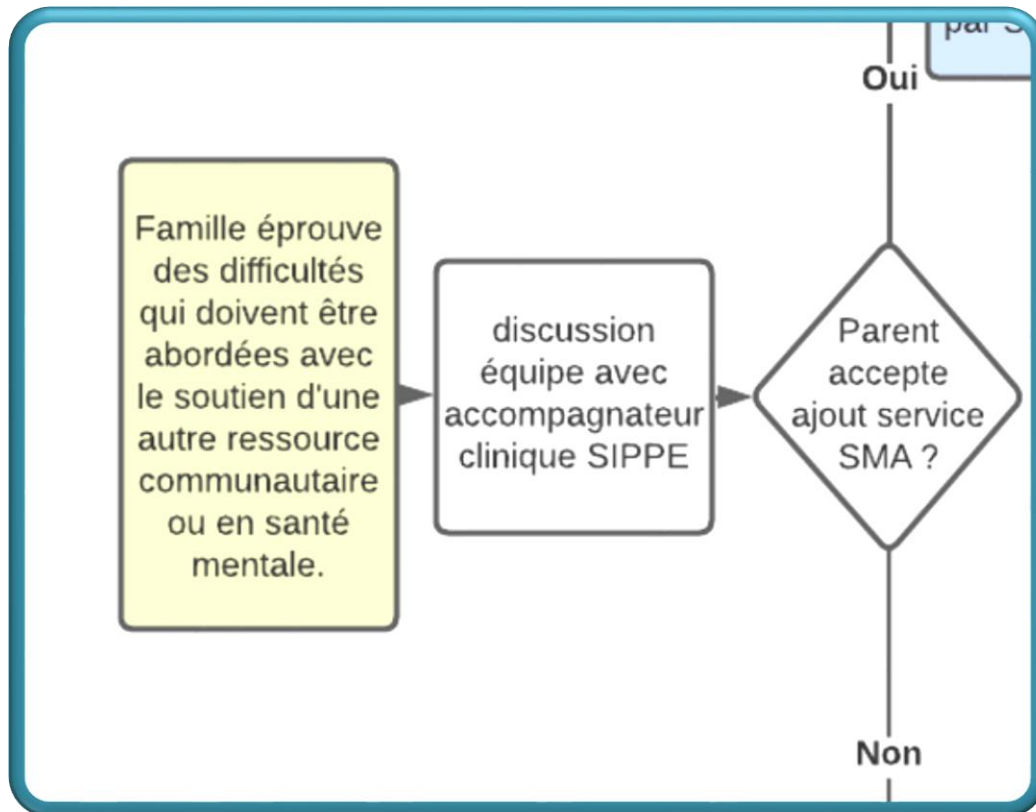 Oui
Famille éprouve
des difficultés
qui doivent être
abordées avec
le soutien d'une
autre ressource
communautaire
ou en santé
mentale.
discussion
équipe avec
accompagnateur
clinique SIPPE
Parent
accepte
ajout service
SMA ?
Non